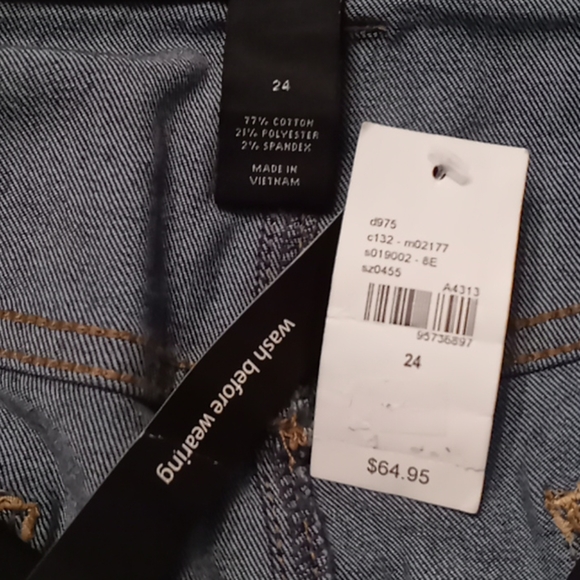 24
77% COTTON
21% POLYESTER
2% SPANDEX
MADE IN
VIETNAM
wash before wearing
d975
c132 - m02177
s019002 - 8E
sz0455
A4313
95736897
24
$64.95